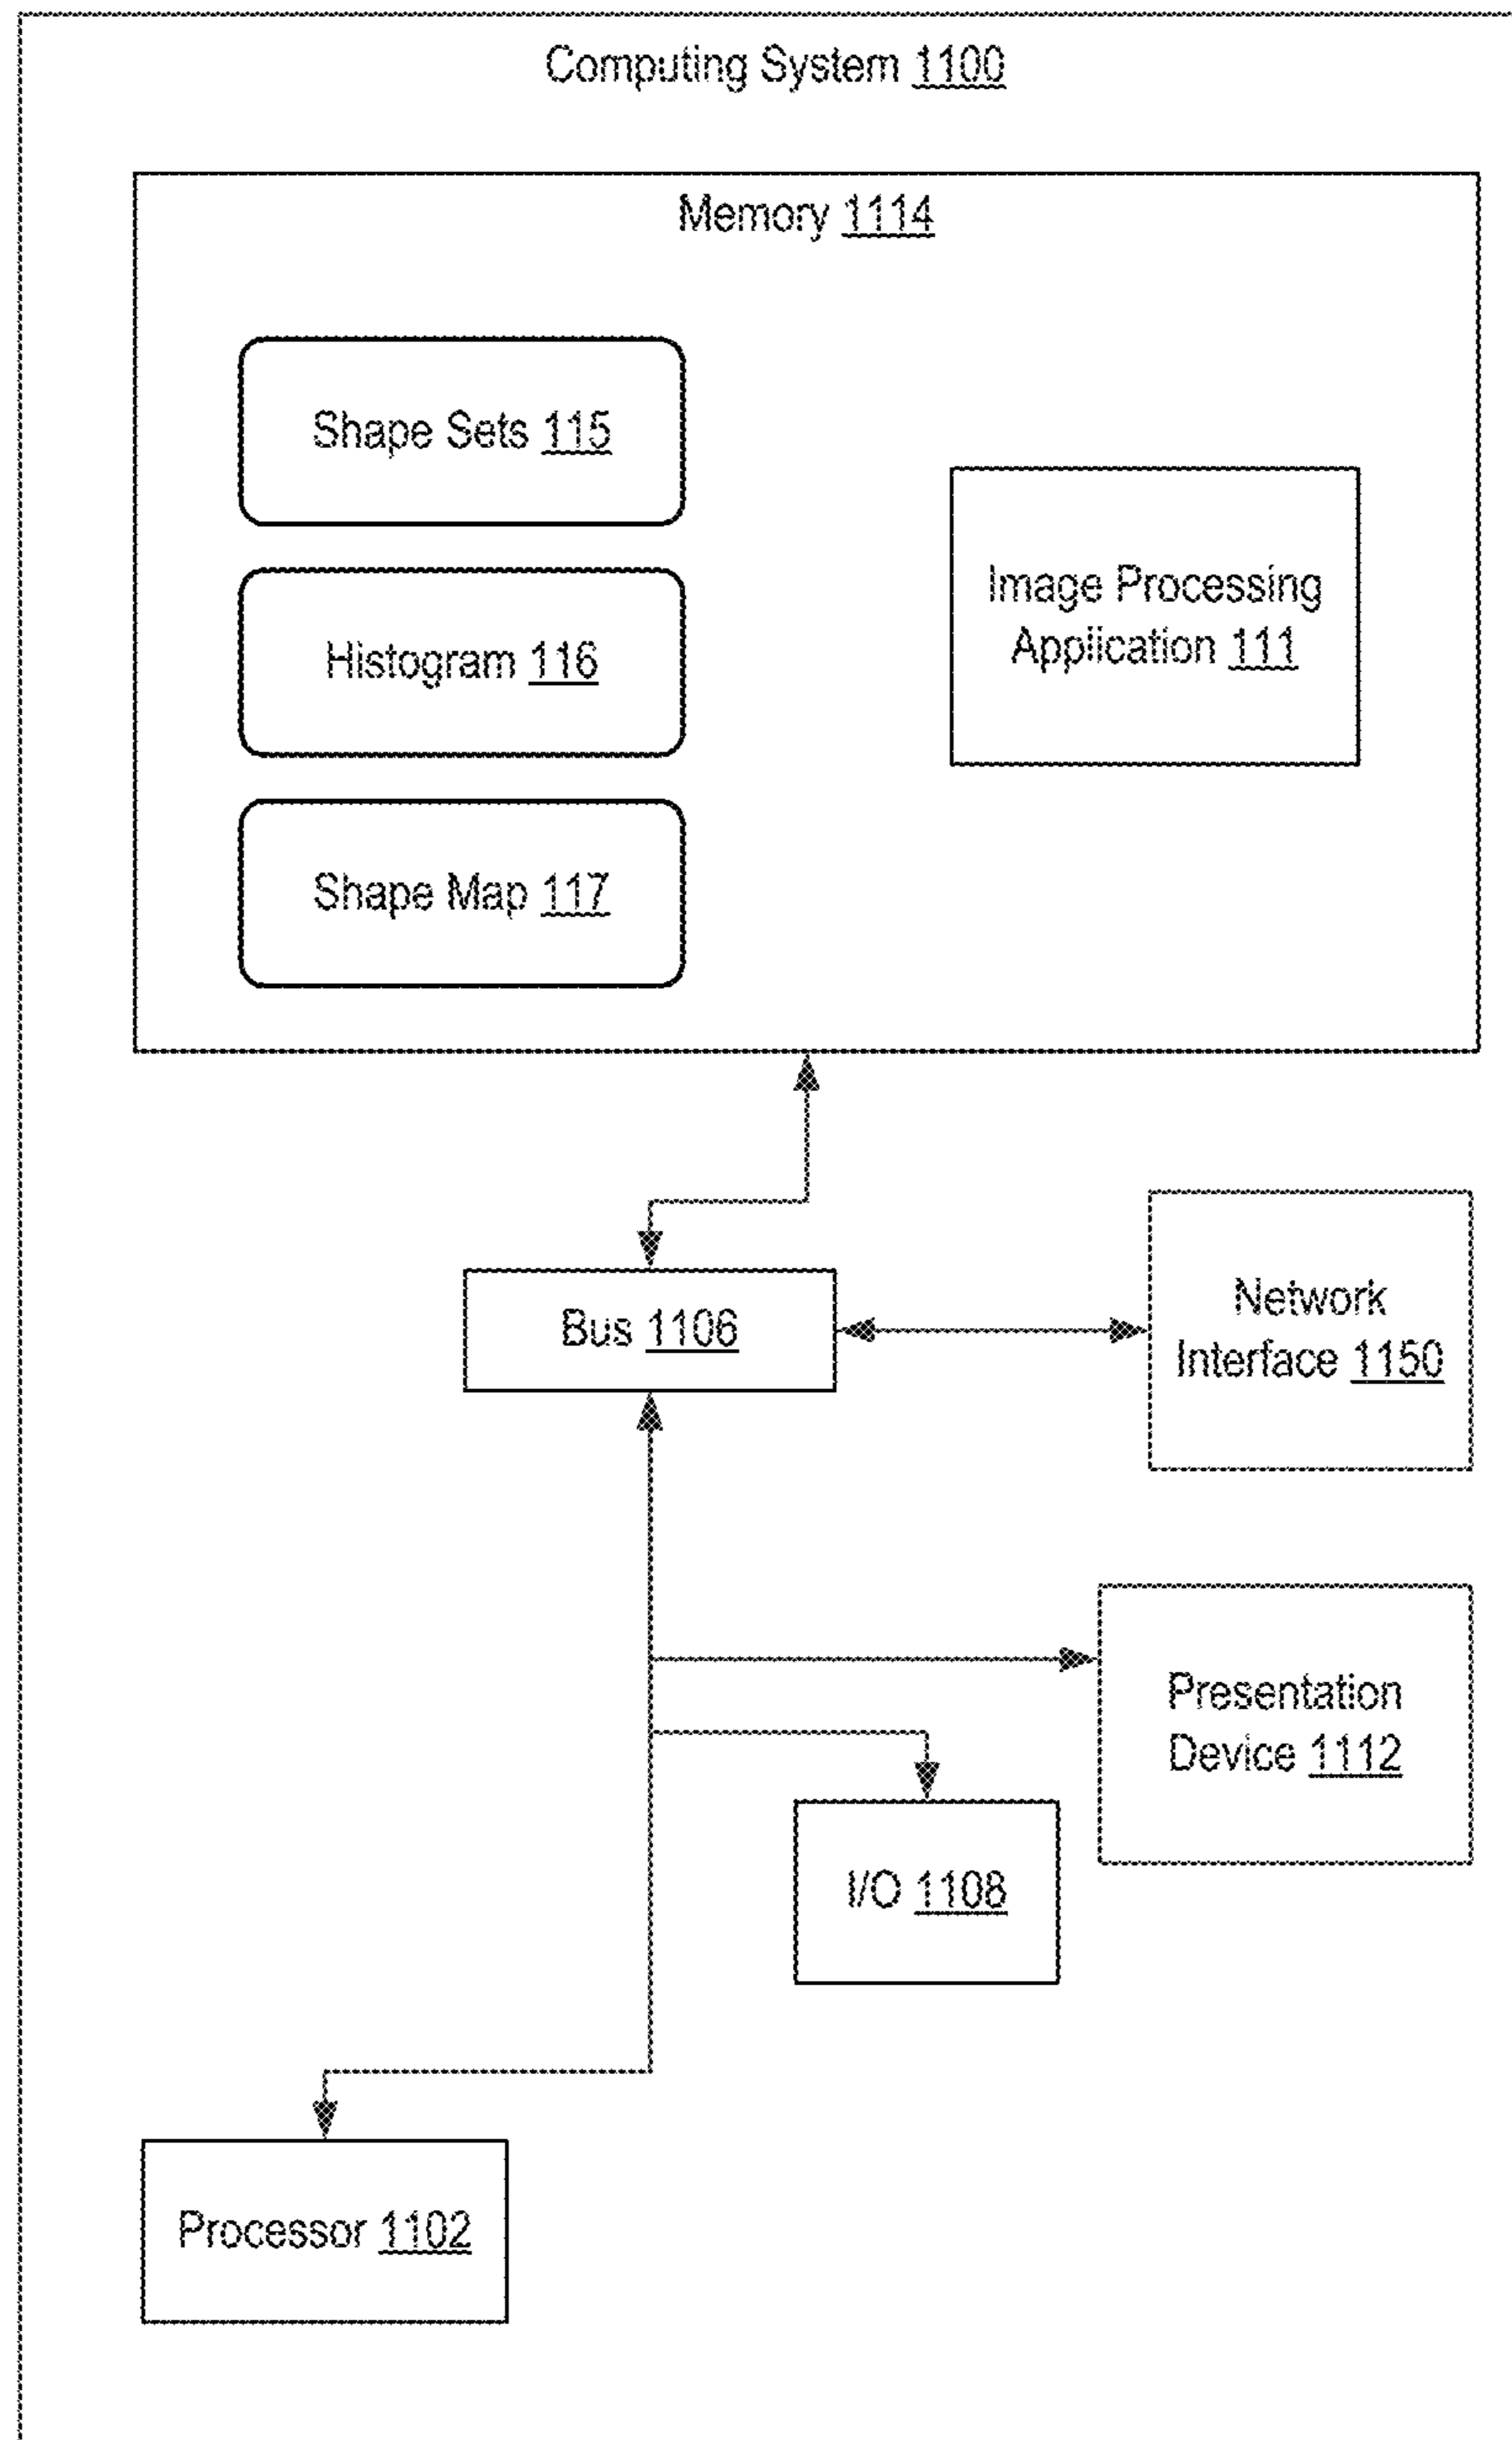 Computing System 1100
Memory 1114
Shape Sets 115
Histogram 116
Shape Map 117
Image Processing
Application 111
Bus 1106
Network
Interface 1150
Presentation
Device 1112
I/O 1108
Processor 1102